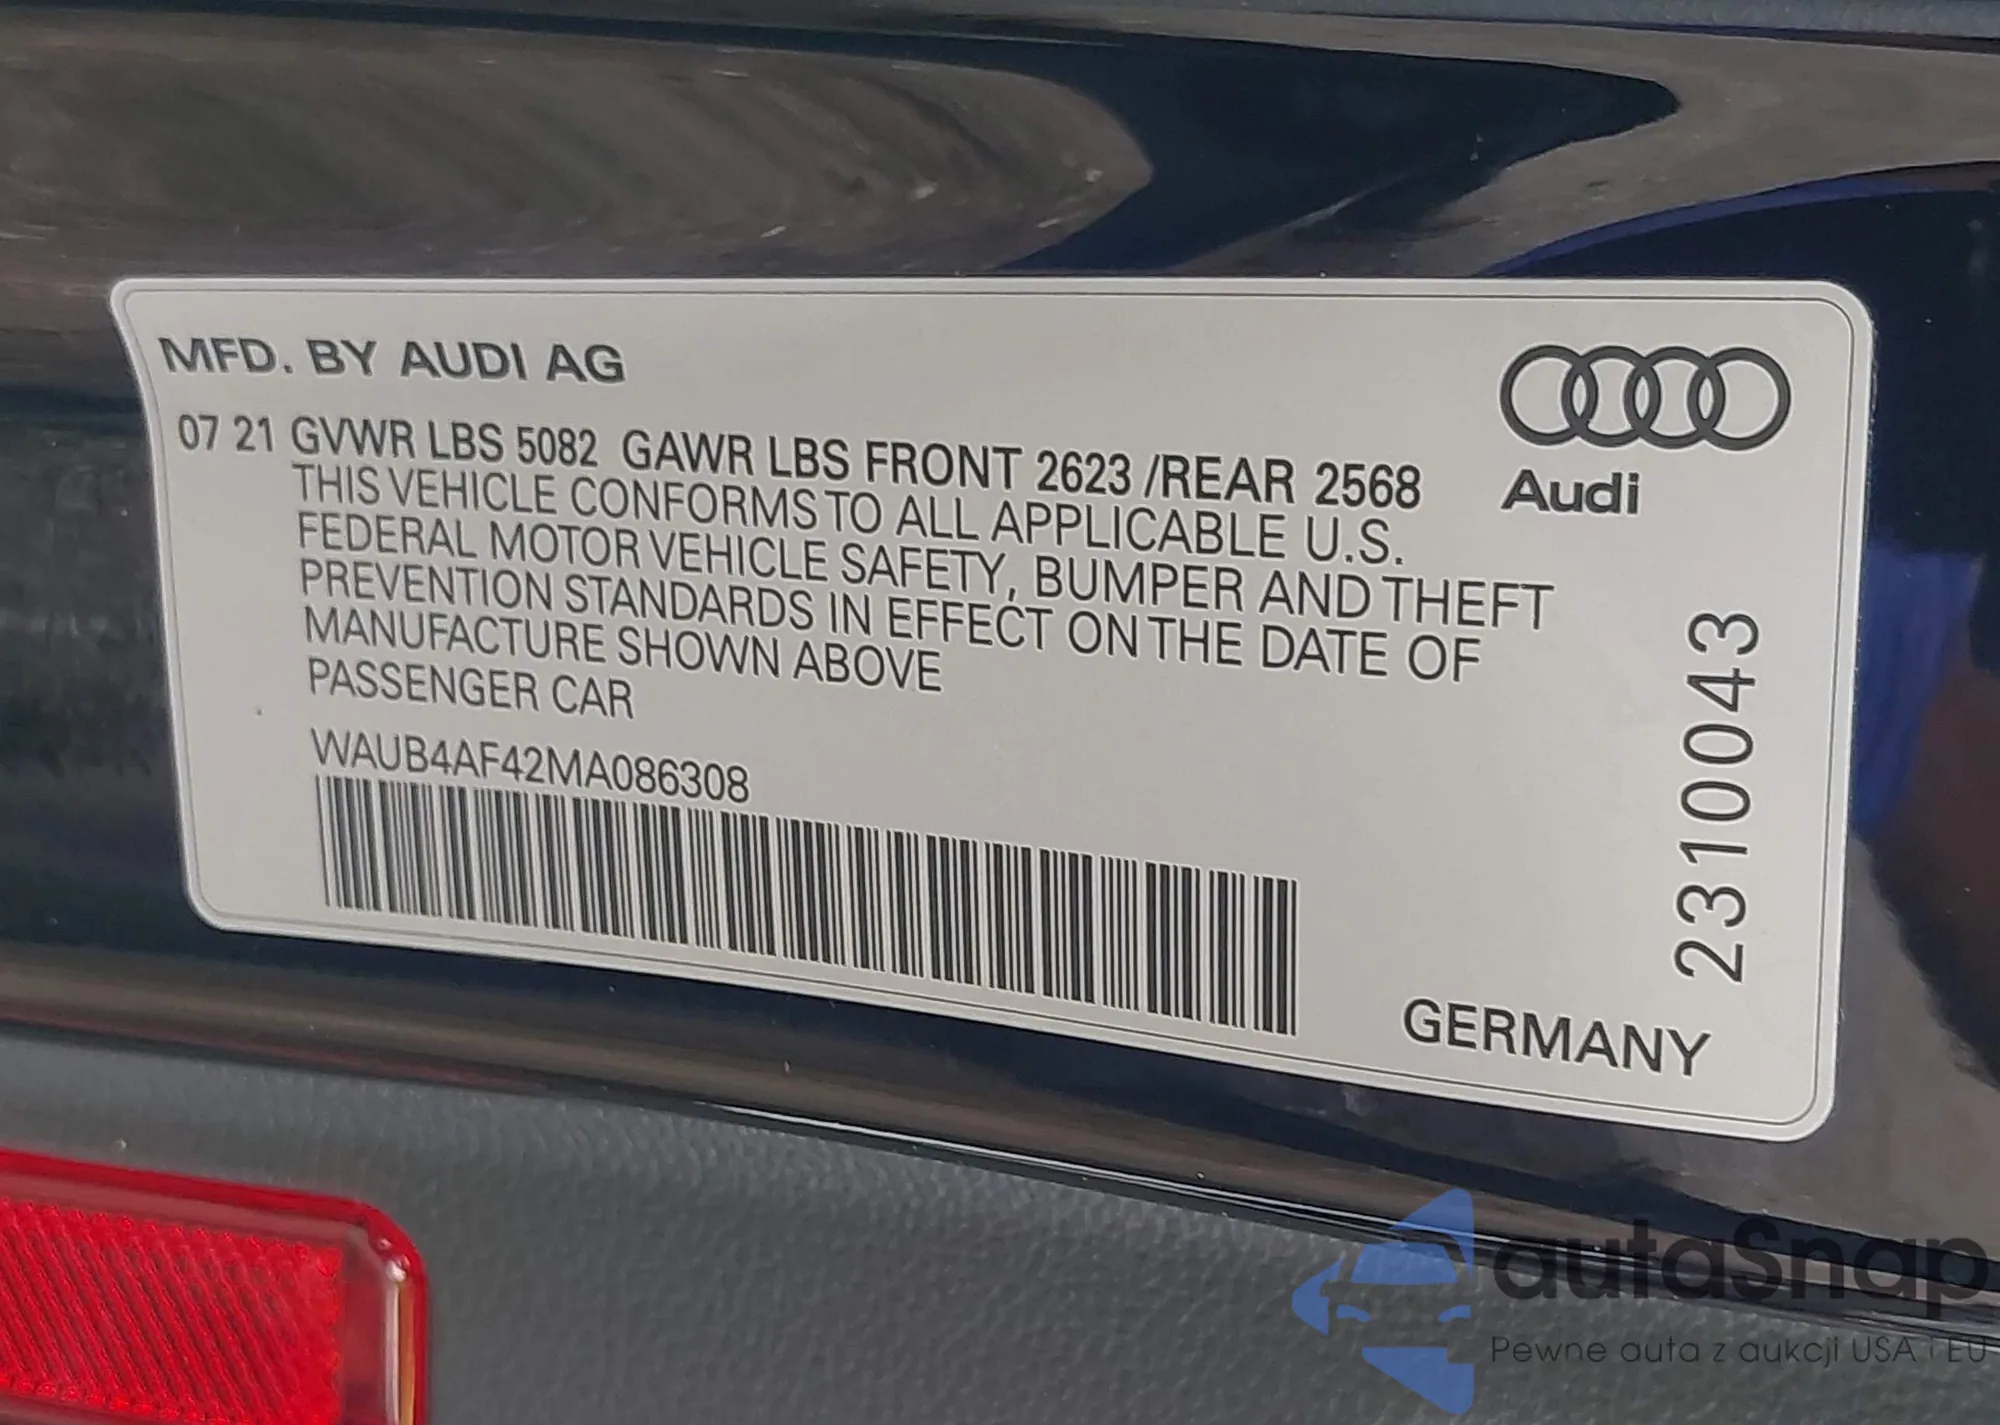 MFD. BY AUDI AG
07 21 GVWR LBS 5082 GAWR LBS FRONT 2623 /REAR 2568
THIS VEHICLE CONFORMS TO ALL APPLICABLE U.S.
FEDERAL MOTOR VEHICLE SAFETY, BUMPER AND THEFT
PREVENTION STANDARDS IN EFFECT ON THE DATE OF
MANUFACTURE SHOWN ABOVE
PASSENGER CAR
WAUB4AF42MA086308
Audi
2310043
GERMANY
autaSnap
Pewne auta z aukcji USA i EU